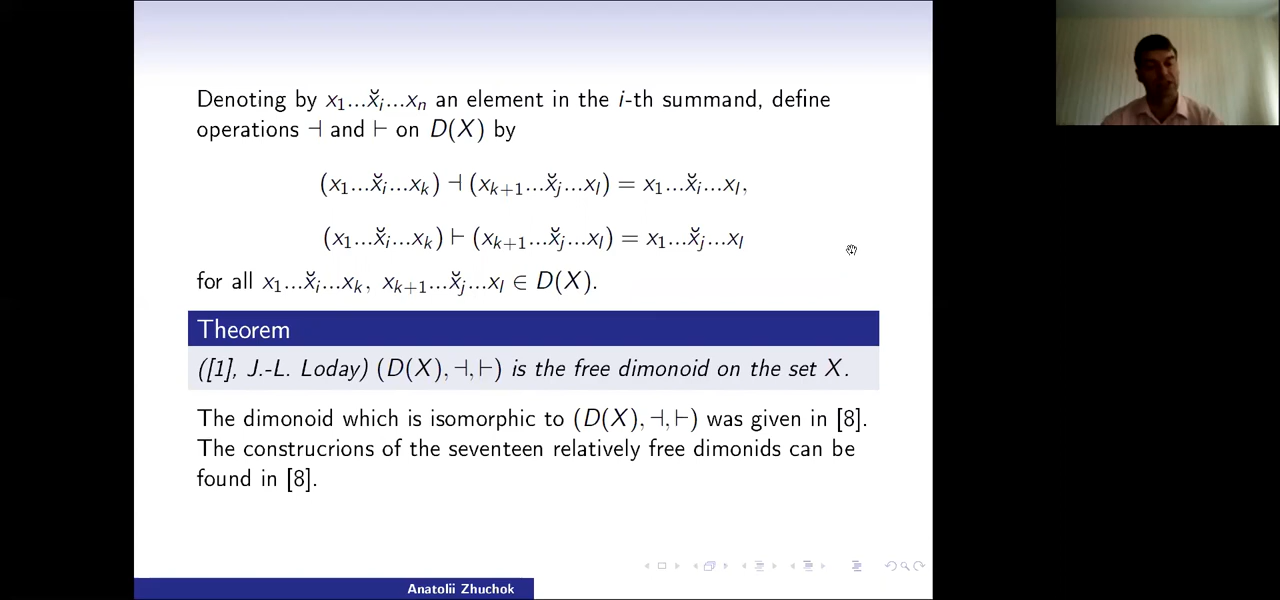 Denoting by x₁...x̆ᵢ...xₙ an element in the i-th summand, define
operations ⊣ and ⊢ on D(X) by
(x₁...x̆ᵢ...xₖ) ⊣ (xₖ₊₁...x̆ⱼ...xₗ) = x₁...x̆ᵢ...xₗ,
(x₁...x̆ᵢ...xₖ) ⊢ (xₖ₊₁...x̆ⱼ...xₗ) = x₁...x̆ⱼ...xₗ
for all x₁...x̆ᵢ...xₖ, xₖ₊₁...x̆ⱼ...xₗ ∈ D(X).
Theorem
([1], J.-L. Loday) (D(X), ⊣, ⊢) is the free dimonoid on the set X.
The dimonoid which is isomorphic to (D(X), ⊣, ⊢) was given in [8].
The construcrions of the seventeen relatively free dimonids can be
found in [8].
Anatolii Zhuchok